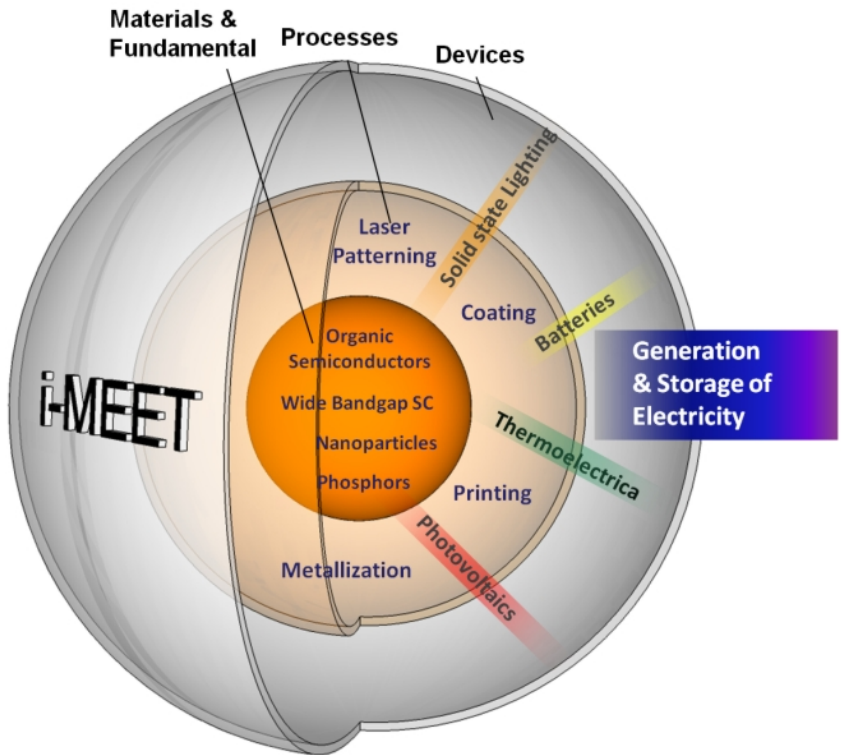 Materials &
Fundamental
Processes
Devices
Solid state Lighting
Laser
Patterning
Coating
Batteries
Organic
Semiconductors
Wide Bandgap SC
Nanoparticles
Phosphors
i-MEET
Generation
& Storage of
Electricity
Thermoelectrica
Printing
Photovoltaics
Metallization